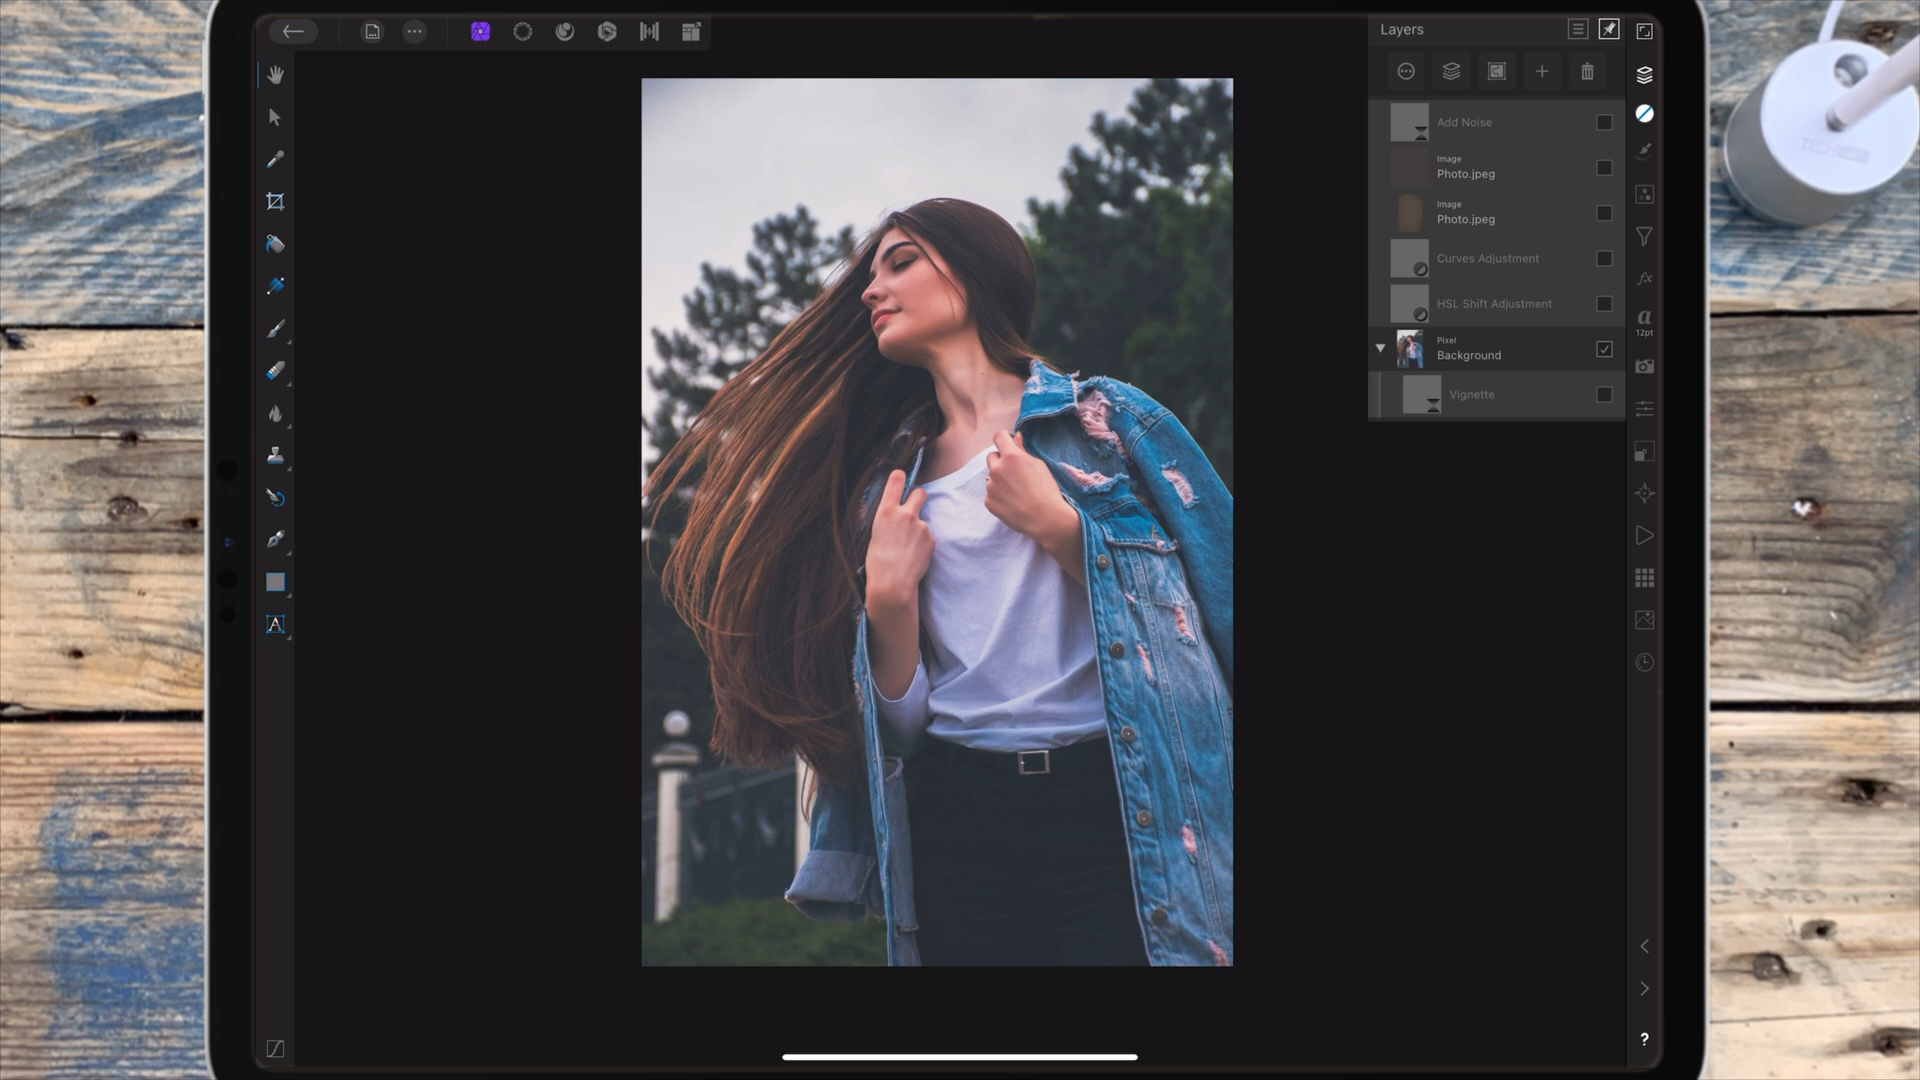 Layers
Add Noise
Image
Photo.jpeg
Image
Photo.jpeg
Curves Adjustment
HSL Shift Adjustment
Pixel
Background
Vignette
a
12pt
A
?